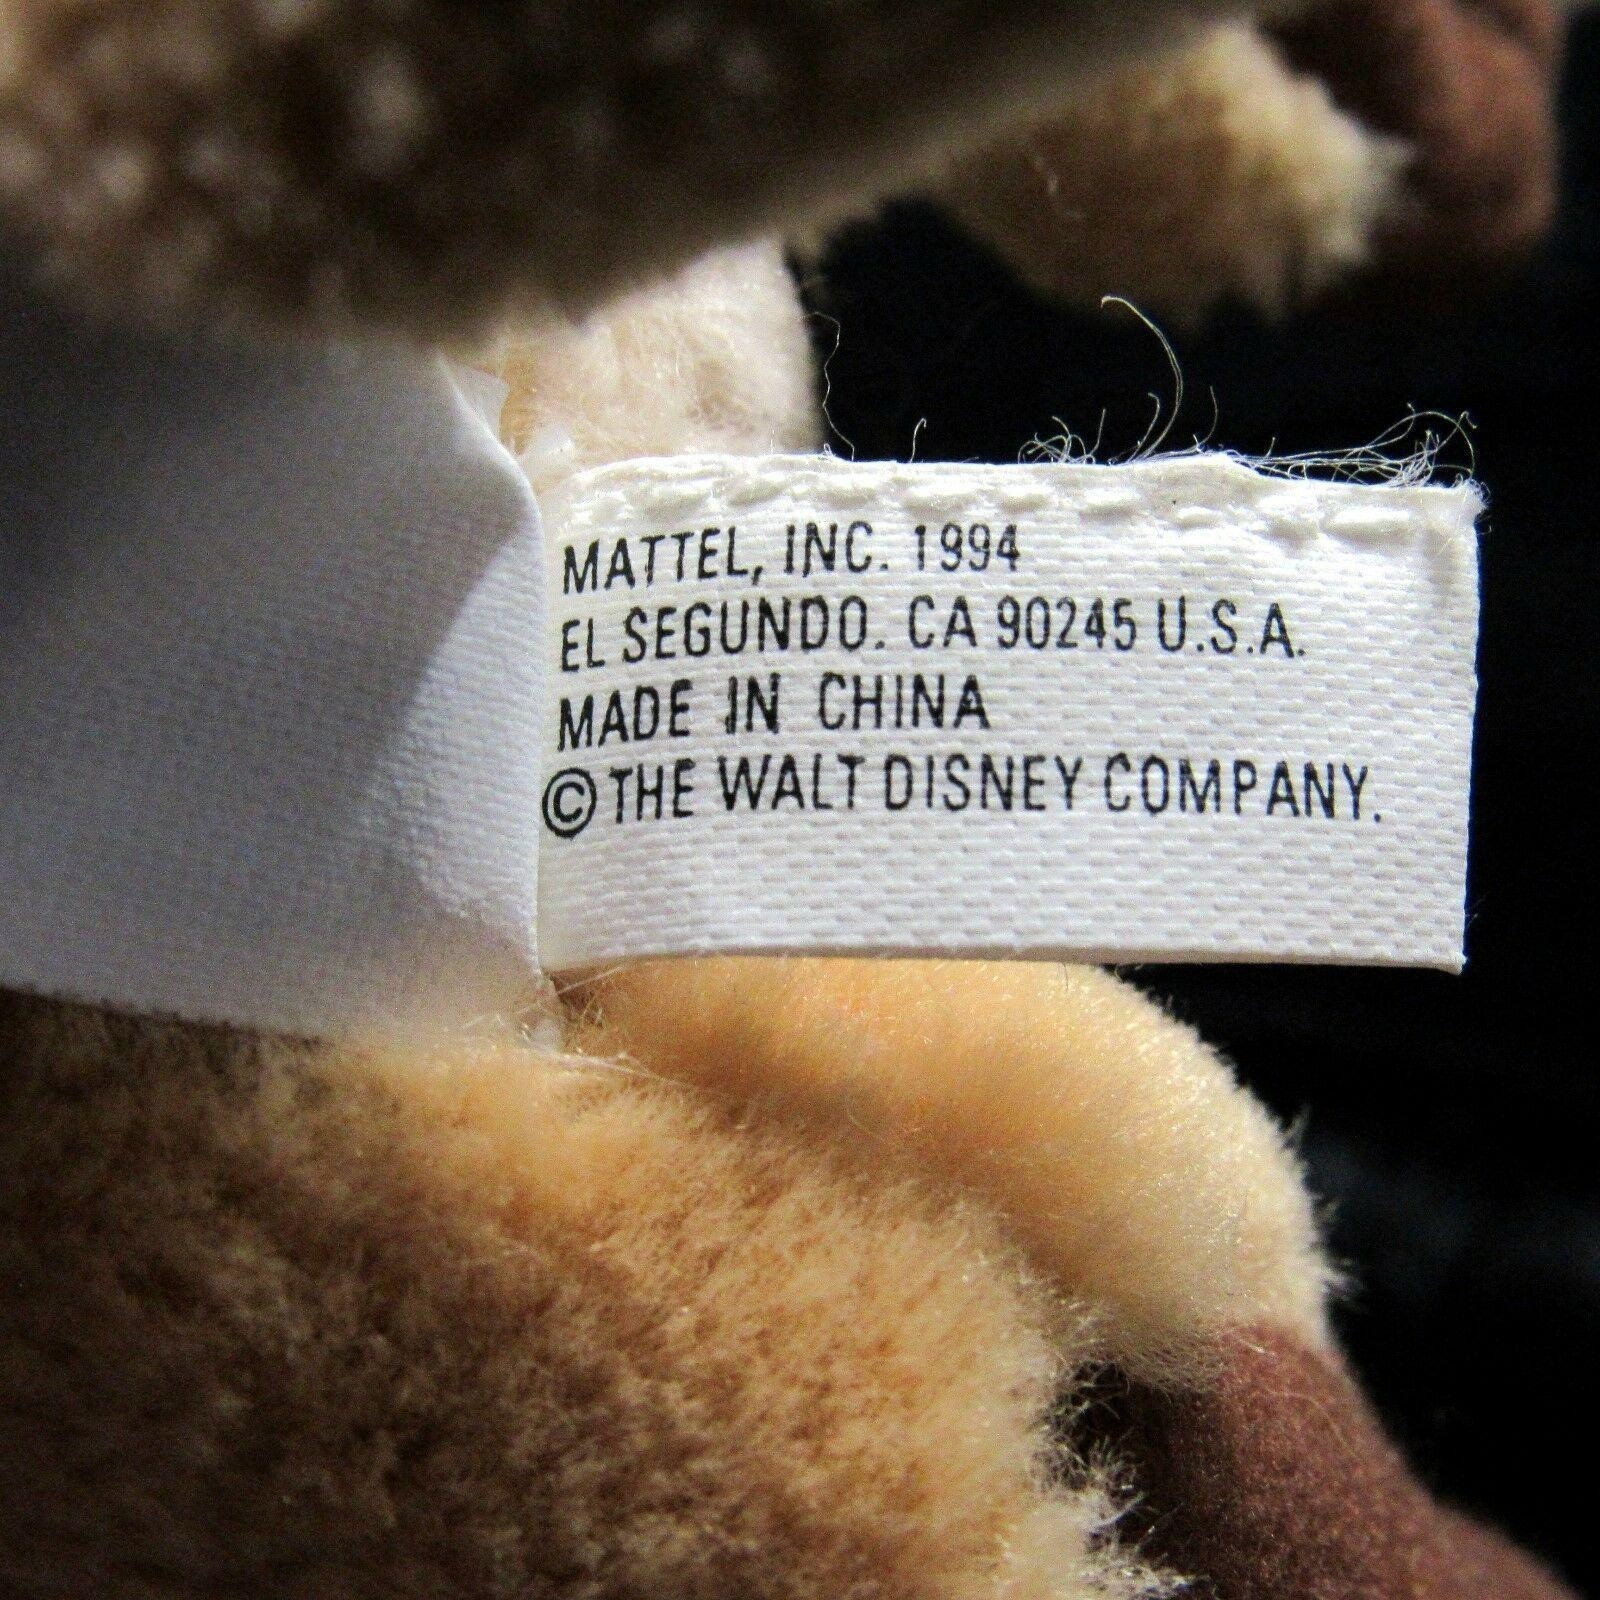 MATTEL, INC. 1994
EL SEGUNDO. CA 90245 U.S.A.
MADE IN CHINA
© THE WALT DISNEY COMPANY.